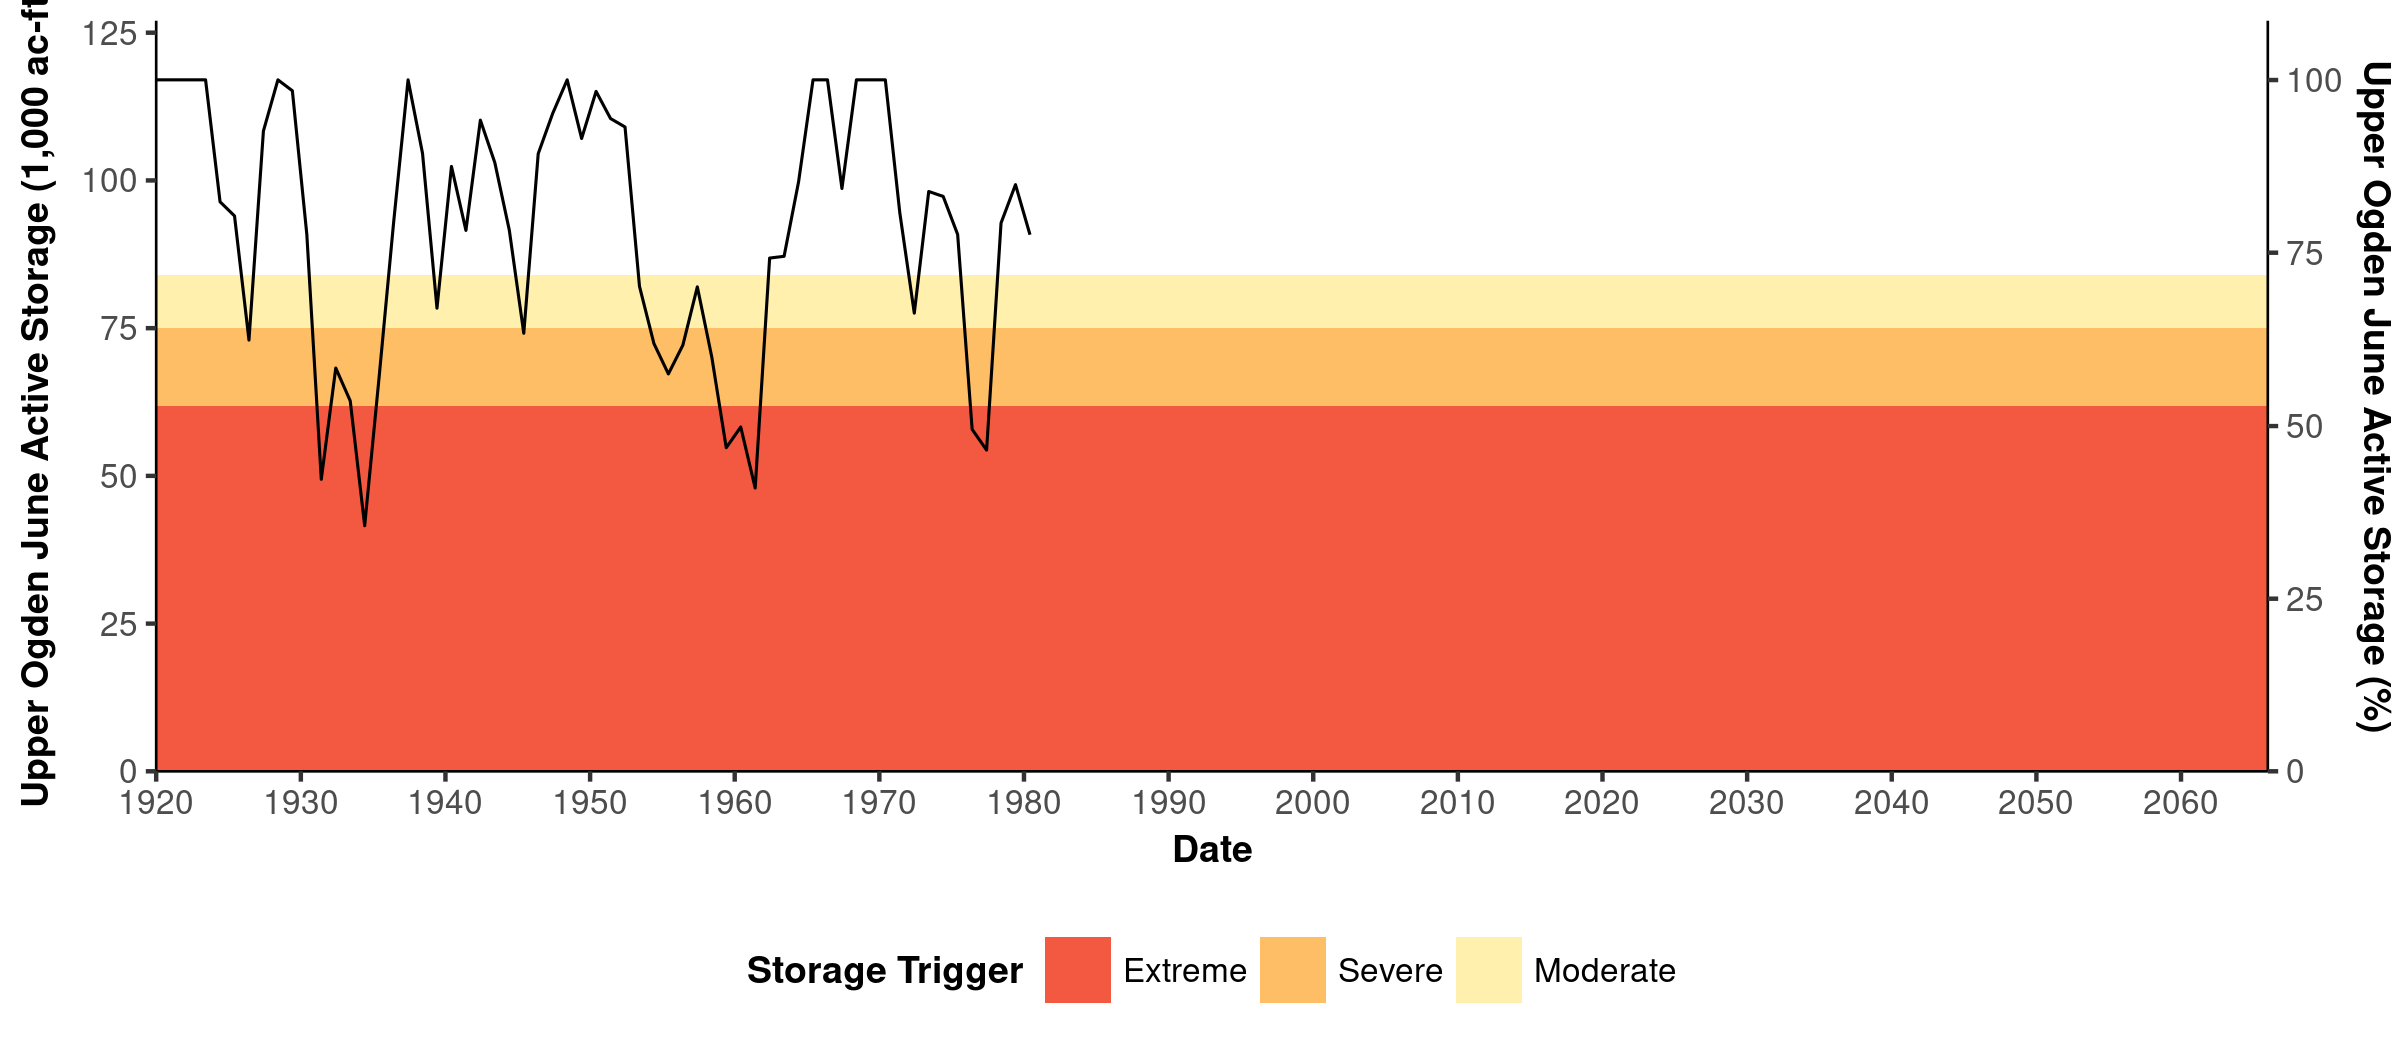 Upper Ogden June Active Storage (1,000 ac-ft
125
100
75
50
25
0
100
75
50
25
0
Upper Ogden June Active Storage (%)
1920 1930 1940 1950 1960 1970 1980 1990 2000 2010 2020 2030 2040 2050 2060
Date
Storage Trigger Extreme Severe Moderate